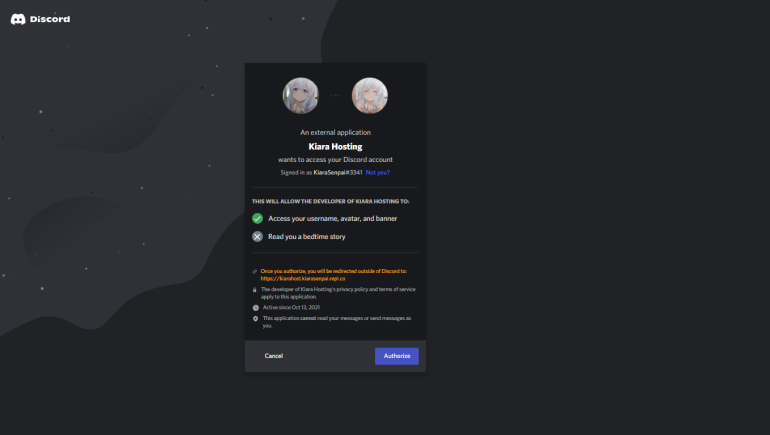 Discord
An external application
Kiara Hosting
wants to access your Discord account
Signed in as KiaraSenpai#3341 Not you?
THIS WILL ALLOW THE DEVELOPER OF KIARA HOSTING TO:
Access your username, avatar, and banner
Read you a bedtime story
Once you authorize, you will be redirected outside of Discord to:
https://kiarahost.kiarasenpai.repl.co
The developer of Kiara Hosting's privacy policy and terms of service
apply to this application.
Active since Oct 13, 2021
This application cannot read your messages or send messages as
you.
Cancel
Authorize